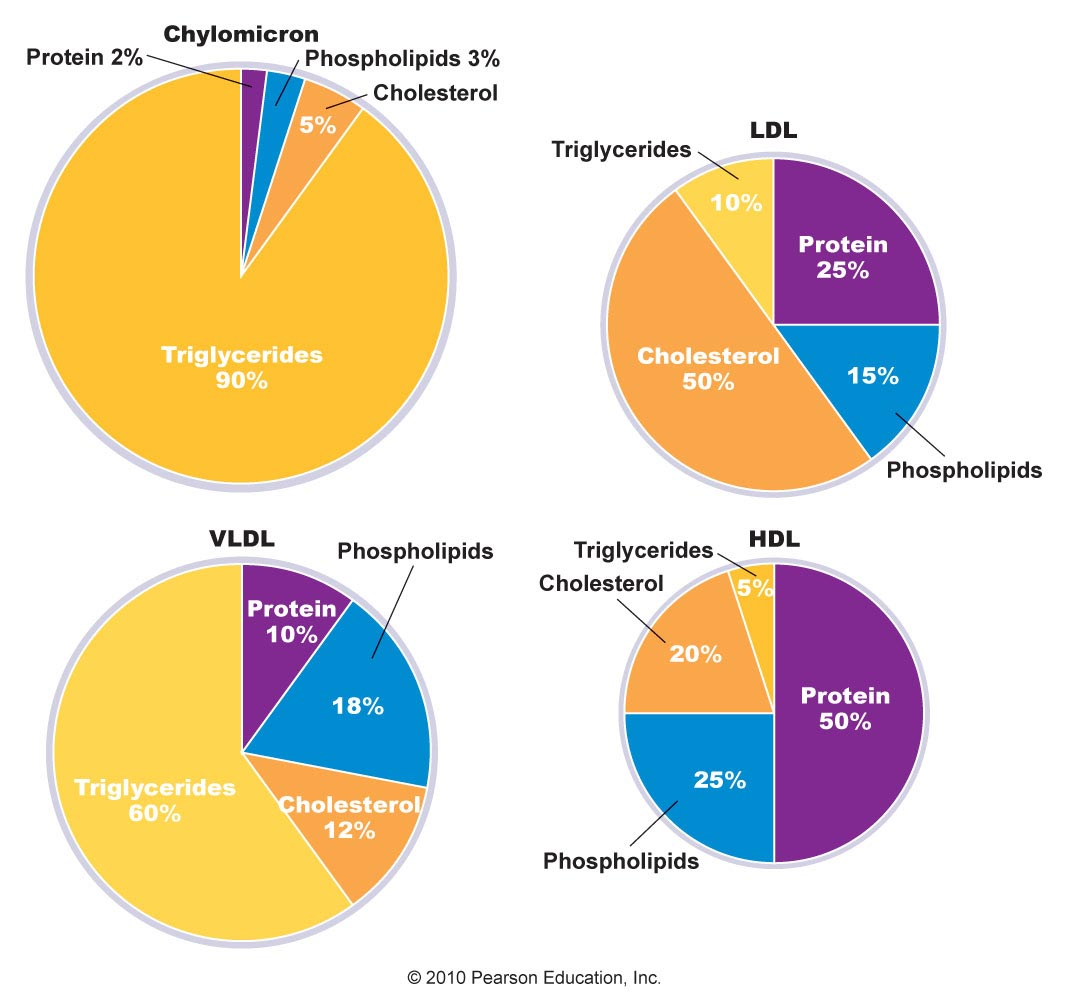 Chylomicron
Protein 2%
Phospholipids 3%
Cholesterol
5%
Triglycerides
90%
LDL
Triglycerides
10%
Protein
25%
Cholesterol
50%
15%
Phospholipids
VLDL
Phospholipids
Protein
10%
18%
Triglycerides
60%
Cholesterol
12%
HDL
Triglycerides
5%
Cholesterol
20%
Protein
50%
25%
Phospholipids
© 2010 Pearson Education, Inc.